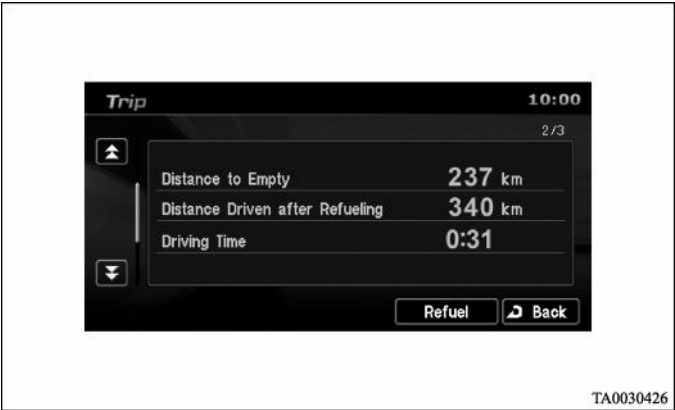 Trip 10:00
2/3
Distance to Empty 237 km
Distance Driven after Refueling 340 km
Driving Time 0:31
Refuel Back
TA0030426